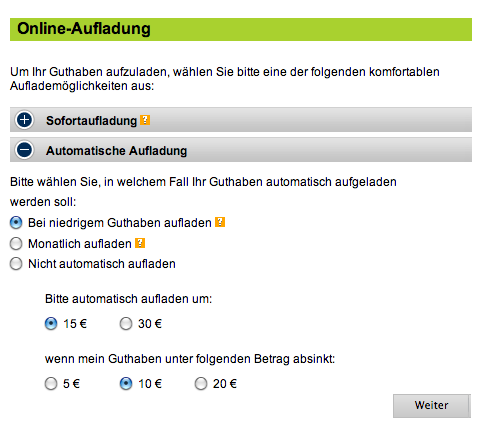 Online-Aufladung
Um Ihr Guthaben aufzuladen, wählen Sie bitte eine der folgenden komfortablen
Auflademöglichkeiten aus:
Sofortaufladung ?
Automatische Aufladung
Bitte wählen Sie, in welchem Fall Ihr Guthaben automatisch aufgeladen
werden soll:
Bei niedrigem Guthaben aufladen ?
Monatlich aufladen ?
Nicht automatisch aufladen
Bitte automatisch aufladen um:
15 € 30 €
wenn mein Guthaben unter folgenden Betrag absinkt:
5 € 10 € 20 €
Weiter